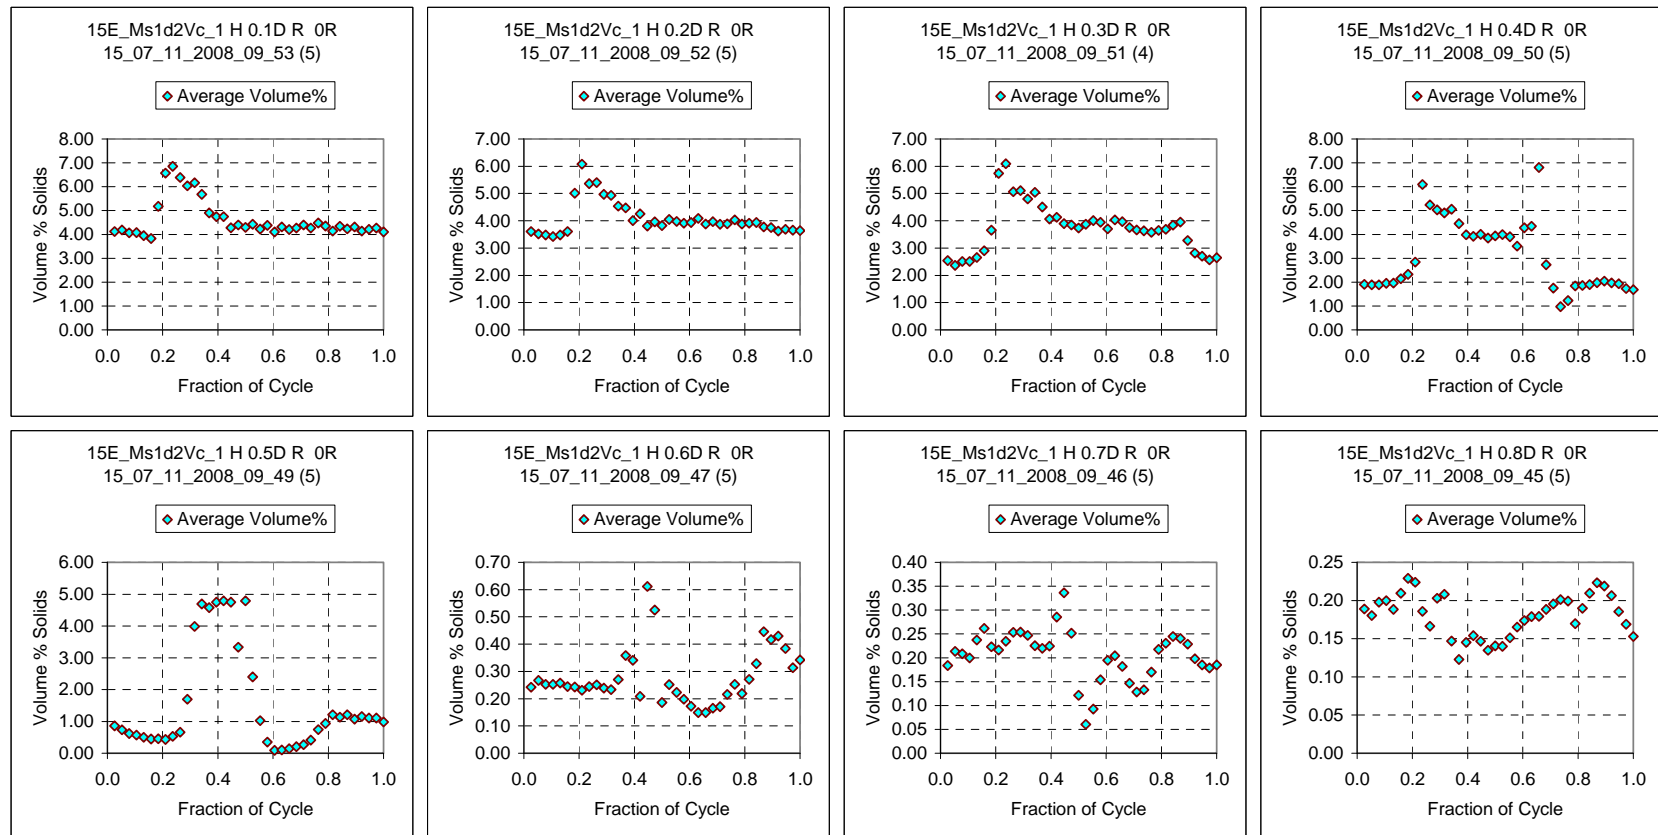 15E_Ms1d2Vc_1 H 0.1D R 0R
15_07_11_2008_09_53 (5)
Average Volume%
Volume % Solids
8.00
7.00
6.00
5.00
4.00
3.00
2.00
1.00
0.00
0.0 0.2 0.4 0.6 0.8 1.0
Fraction of Cycle
15E_Ms1d2Vc_1 H 0.2D R 0R
15_07_11_2008_09_52 (5)
Average Volume%
Volume % Solids
7.00
6.00
5.00
4.00
3.00
2.00
1.00
0.00
0.0 0.2 0.4 0.6 0.8 1.0
Fraction of Cycle
15E_Ms1d2Vc_1 H 0.3D R 0R
15_07_11_2008_09_51 (4)
Average Volume%
Volume % Solids
7.00
6.00
5.00
4.00
3.00
2.00
1.00
0.00
0.0 0.2 0.4 0.6 0.8 1.0
Fraction of Cycle
15E_Ms1d2Vc_1 H 0.4D R 0R
15_07_11_2008_09_50 (5)
Average Volume%
Volume % Solids
8.00
7.00
6.00
5.00
4.00
3.00
2.00
1.00
0.00
0.0 0.2 0.4 0.6 0.8 1.0
Fraction of Cycle
15E_Ms1d2Vc_1 H 0.5D R 0R
15_07_11_2008_09_49 (5)
Average Volume%
Volume % Solids
6.00
5.00
4.00
3.00
2.00
1.00
0.00
0.0 0.2 0.4 0.6 0.8 1.0
Fraction of Cycle
15E_Ms1d2Vc_1 H 0.6D R 0R
15_07_11_2008_09_47 (5)
Average Volume%
Volume % Solids
0.70
0.60
0.50
0.40
0.30
0.20
0.10
0.00
0.0 0.2 0.4 0.6 0.8 1.0
Fraction of Cycle
15E_Ms1d2Vc_1 H 0.7D R 0R
15_07_11_2008_09_46 (5)
Average Volume%
Volume % Solids
0.40
0.35
0.30
0.25
0.20
0.15
0.10
0.05
0.00
0.0 0.2 0.4 0.6 0.8 1.0
Fraction of Cycle
15E_Ms1d2Vc_1 H 0.8D R 0R
15_07_11_2008_09_45 (5)
Average Volume%
Volume % Solids
0.25
0.20
0.15
0.10
0.05
0.00
0.0 0.2 0.4 0.6 0.8 1.0
Fraction of Cycle